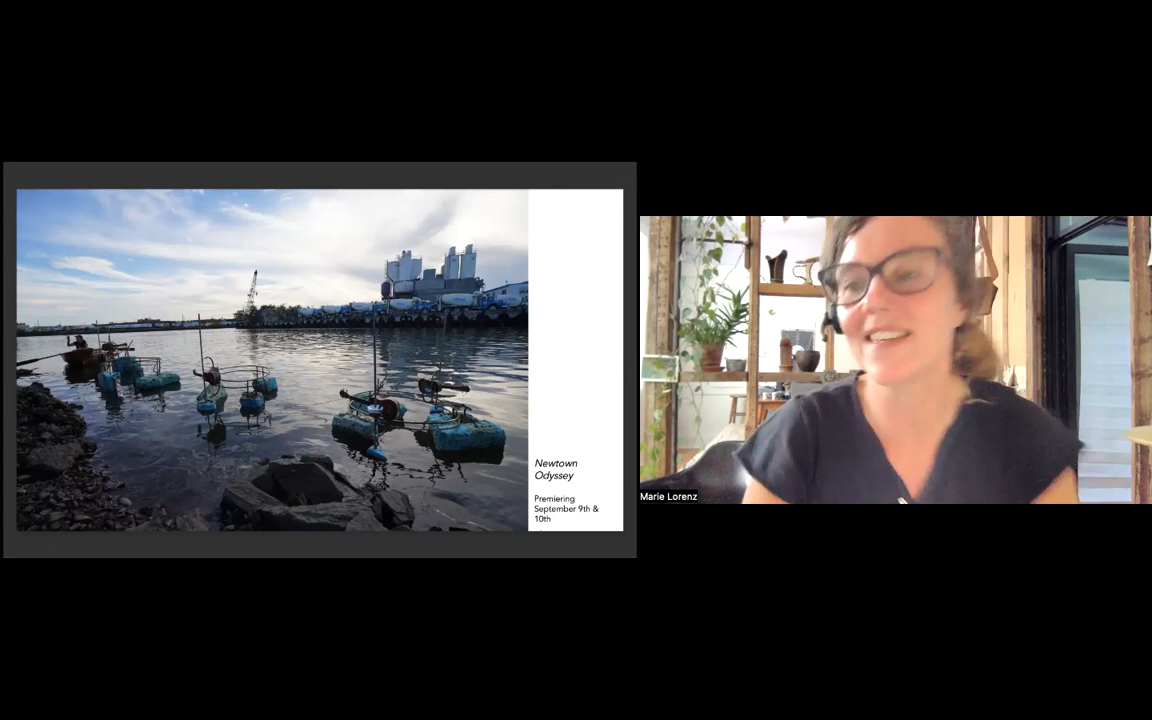 Newtown
Odyssey
Premiering
September 9th &
10th
Marie Lorenz